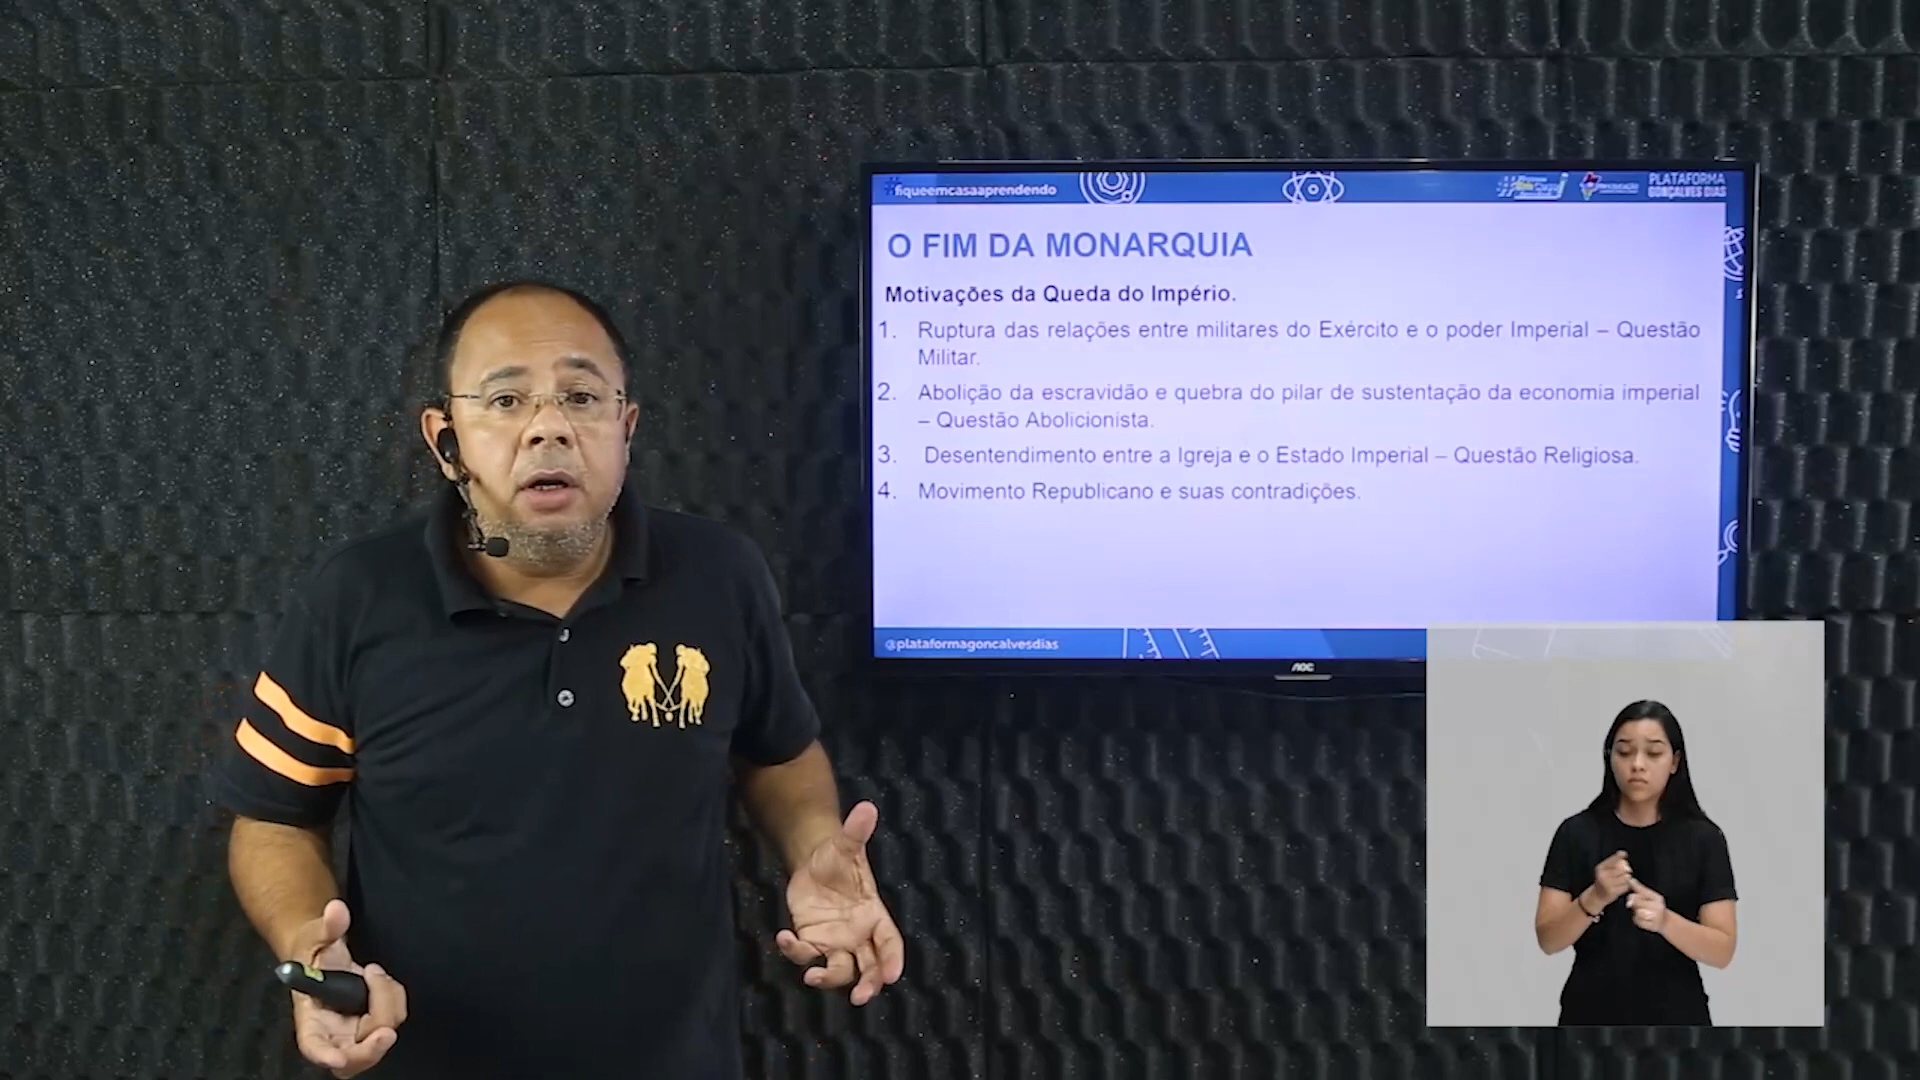 #fiqueemcasaaprendendo
PLATAFORMA
GONÇALVES DIAS
O FIM DA MONARQUIA
Motivações da Queda do Império.
1. Ruptura das relações entre militares do Exército e o poder Imperial – Questão
Militar.
2. Abolição da escravidão e quebra do pilar de sustentação da economia imperial
– Questão Abolicionista.
3. Desentendimento entre a Igreja e o Estado Imperial – Questão Religiosa.
4. Movimento Republicano e suas contradições.
@plataformagoncalvesdias
AOC